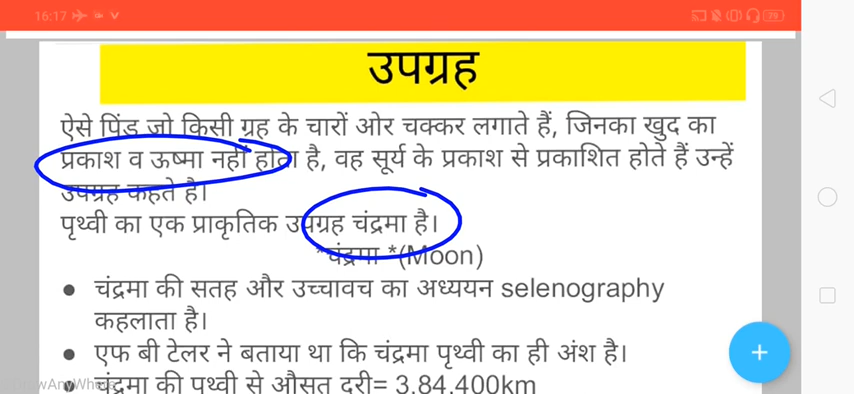 16:17
79
उपग्रह
ऐसे पिंड जो किसी ग्रह के चारों ओर चक्कर लगाते हैं, जिनका खुद का
प्रकाश व ऊष्मा नहीं होता है, वह सूर्य के प्रकाश से प्रकाशित होते हैं उन्हें
उपग्रह कहते है।
पृथ्वी का एक प्राकृतिक उपग्रह चंद्रमा है।
*चंद्रमा *(Moon)
● चंद्रमा की सतह और उच्चावच का अध्ययन selenography
कहलाता है।
● एफ बी टेलर ने बताया था कि चंद्रमा पृथ्वी का ही अंश है।
● चंद्रमा की पृथ्वी से औसत दूरी= 3,84,400km
DrawAnyWhere